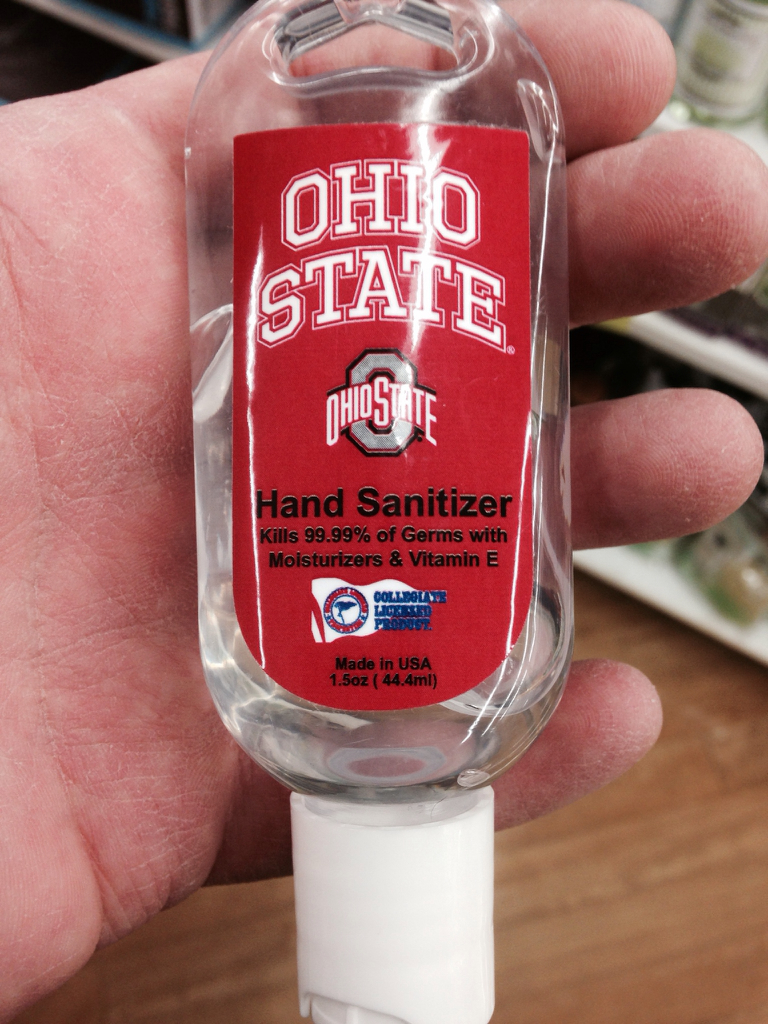 OHIO
STATE®
OHIO STATE
Hand Sanitizer
Kills 99.99% of Germs with
Moisturizers & Vitamin E
COLLEGIATE
LICENSED
PRODUCT
Made in USA
1.5oz ( 44.4ml)